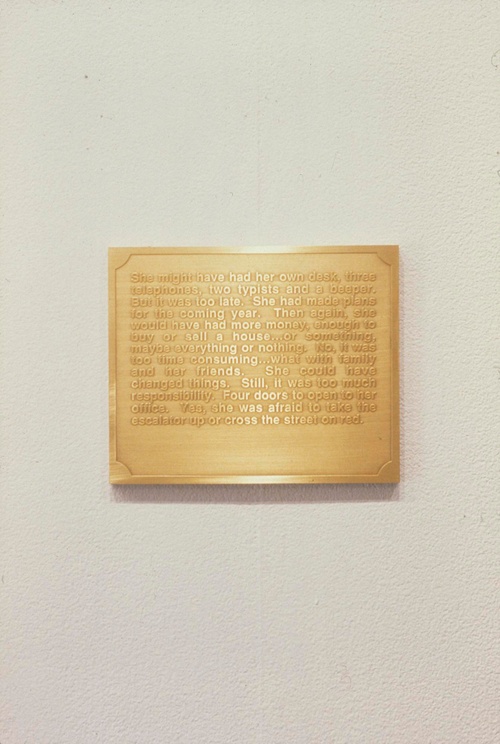 She might have had her own desk, three
telephones, two typists and a beeper.
But it was too late. She had made plans
for the coming year. Then again, she
would have had more money, enough to
buy or sell a house...or something,
maybe everything or nothing. No, it was
too time consuming...what with family
and her friends. She could have
changed things. Still, it was too much
responsibility. Four doors to open to her
office. Yes, she was afraid to take the
escalator up or cross the street on red.